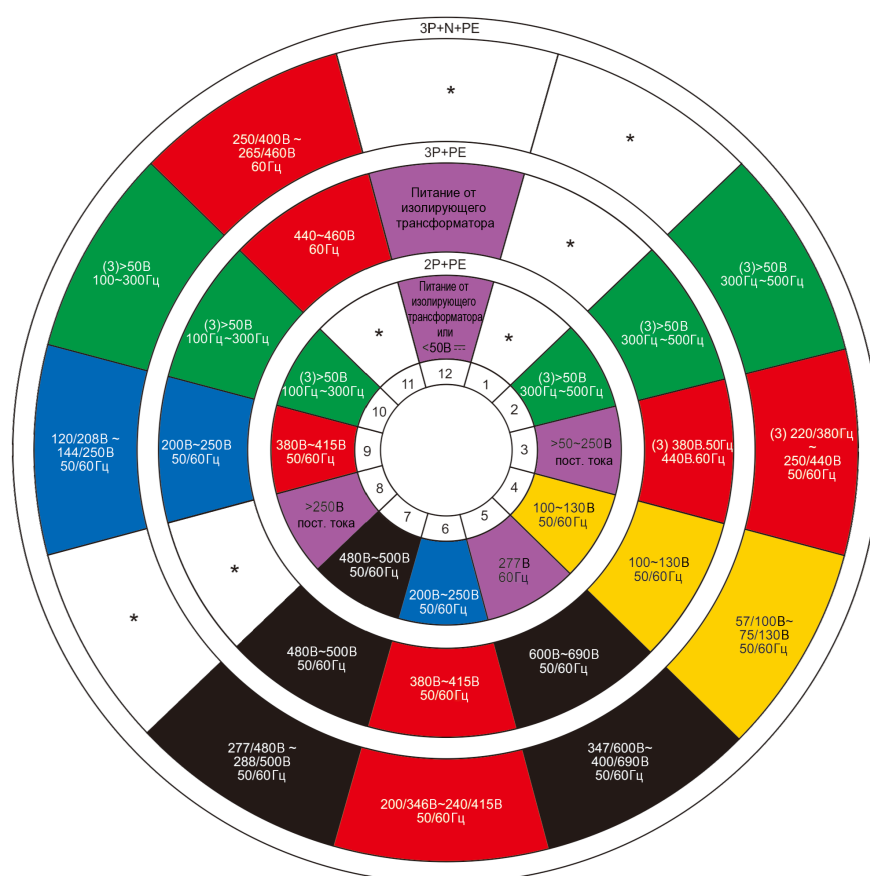 3P+N+PE
*
*
250/400В ~
265/460В
60Гц
(3)>50В
300Гц~500Гц
(3) 220/380Гц
~
250/440В
50/60Гц
57/100В~
75/130В
50/60Гц
347/600В~
400/690В
50/60Гц
200/346В~240/415В
50/60Гц
277/480В ~
288/500В
50/60Гц
*
120/208В ~
144/250В
50/60Гц
(3)>50В
100~300Гц
3P+PE
Питание от
изолирующего
трансформатора
*
(3)>50В
300Гц~500Гц
(3) 380В.50Гц
440В.60Гц
100~130В
50/60Гц
600В~690В
50/60Гц
380В~415В
50/60Гц
480В~500В
50/60Гц
*
200В~250В
50/60Гц
(3)>50В
100Гц~300Гц
440~460В
60Гц
2P+PE
Питание от
изолирующего
трансформатора
или
<50В ⎓
*
(3)>50В
300Гц~500Гц
>50~250В
пост. тока
100~130В
50/60Гц
277В
60Гц
200В~250В
50/60Гц
480В~500В
50/60Гц
>250В
пост. тока
380В~415В
50/60Гц
(3)>50В
100Гц~300Гц
*
12
1
2
3
4
5
6
7
8
9
10
11